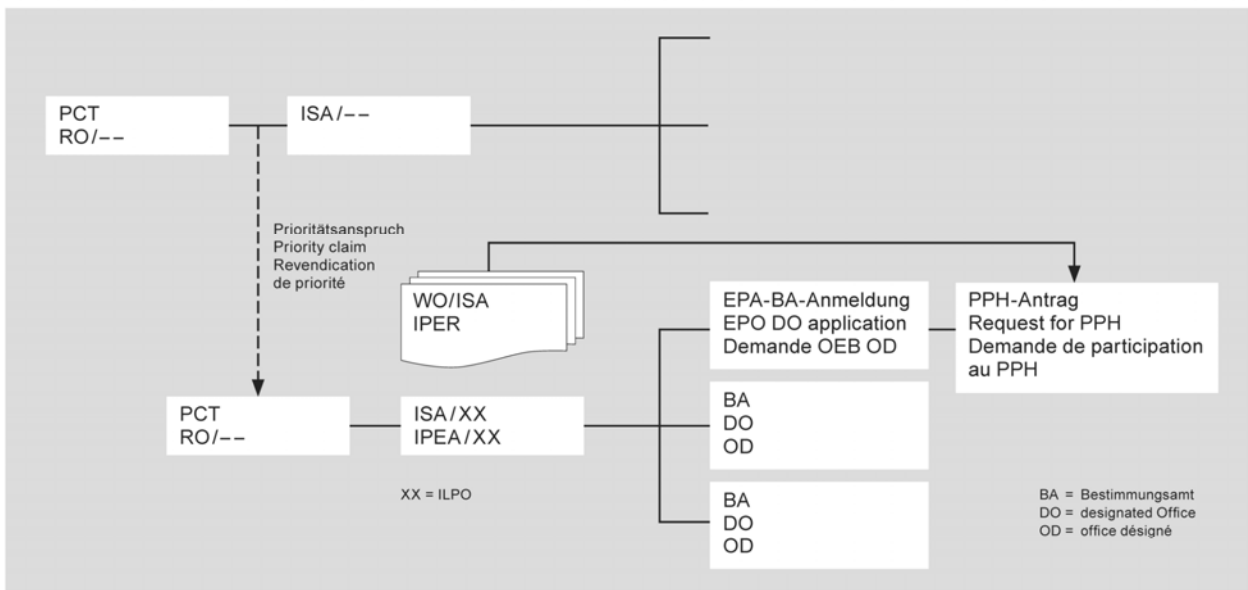 PCT
RO/––
ISA/––
Prioritätsanspruch
Priority claim
Revendication
de priorité
WO/ISA
IPER
EPA-BA-Anmeldung
EPO DO application
Demande OEB OD
PPH-Antrag
Request for PPH
Demande de participation
au PPH
PCT
RO/––
ISA/XX
IPEA/XX
BA
DO
OD
XX = ILPO
BA
DO
OD
BA = Bestimmungsamt
DO = designated Office
OD = office désigné